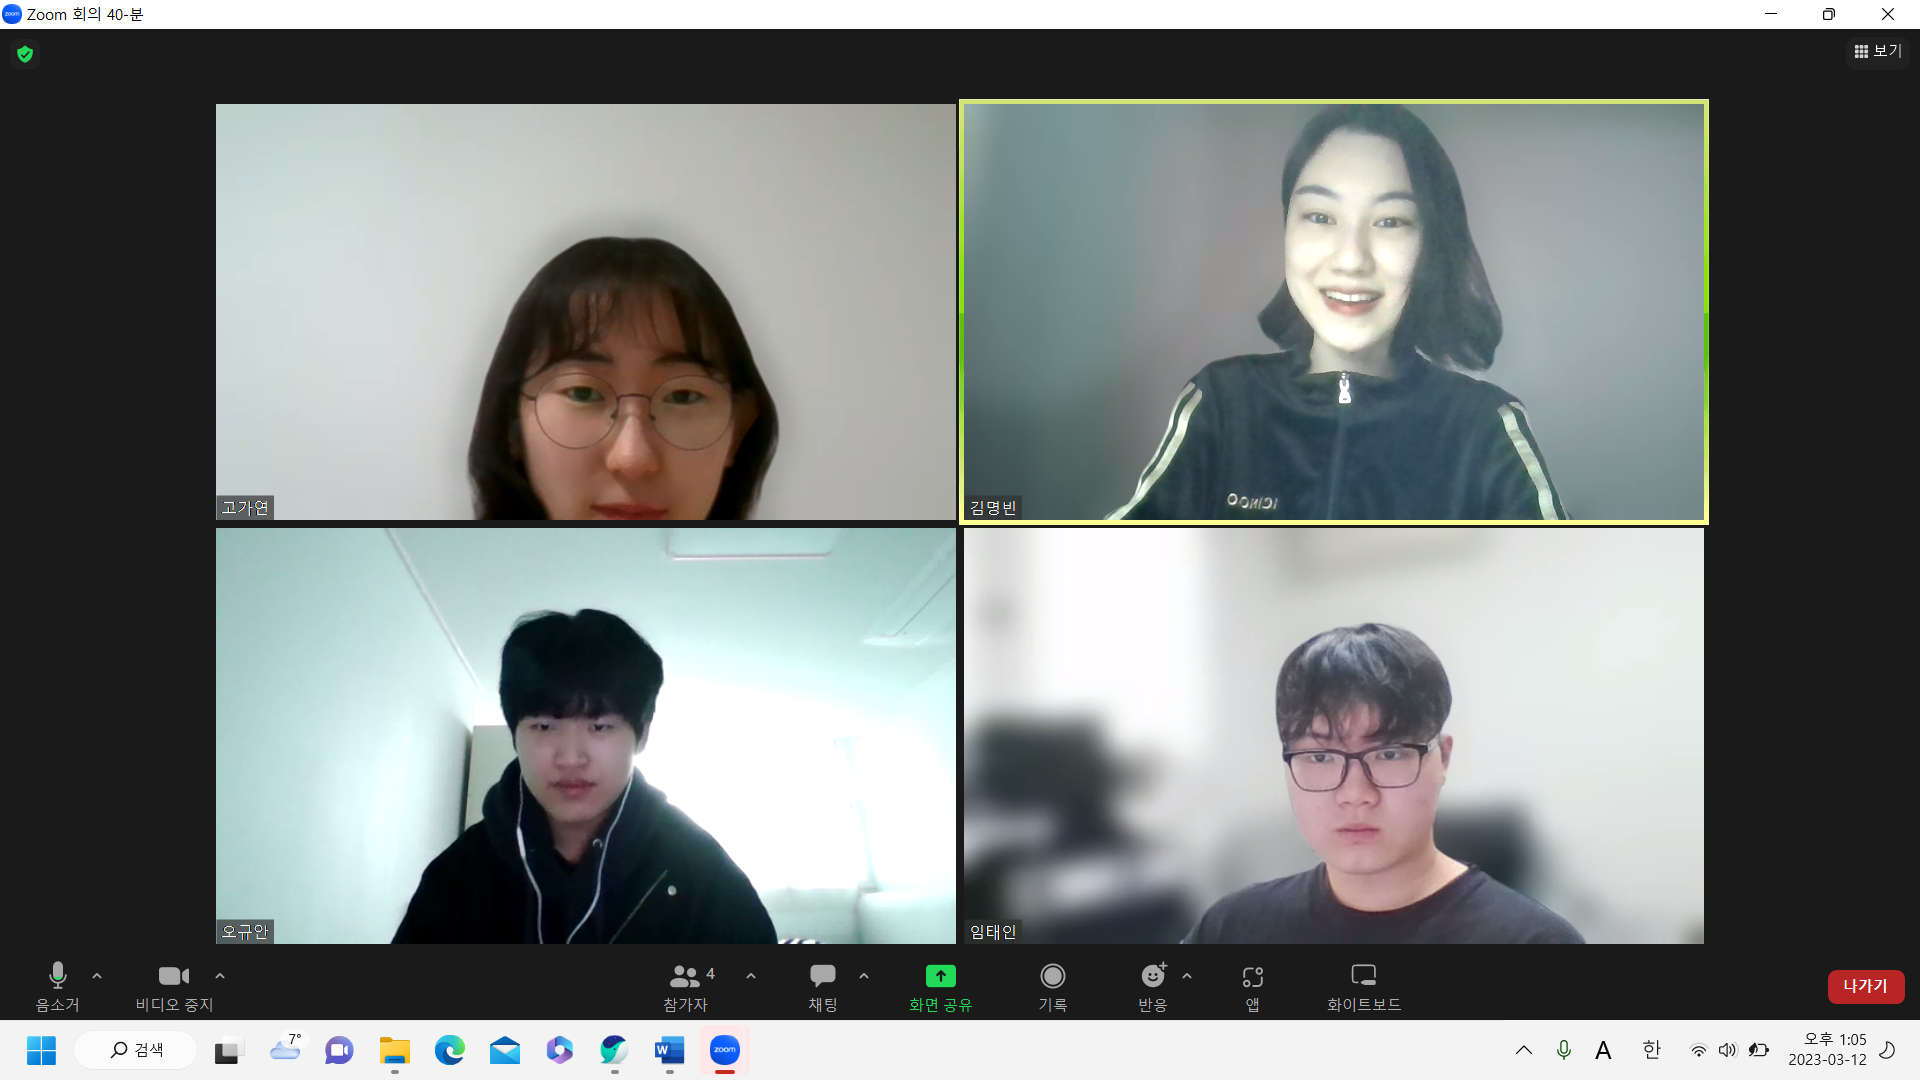 Zoom 회의 40-분
보기
고가연
김명빈
ICINOO
오규안
임태인
음소거
비디오 중지
4
참가자
채팅
화면 공유
기록
반응
앱
화이트보드
나가기
검색
7°
zoom
A
한
오후 1:05
2023-03-12